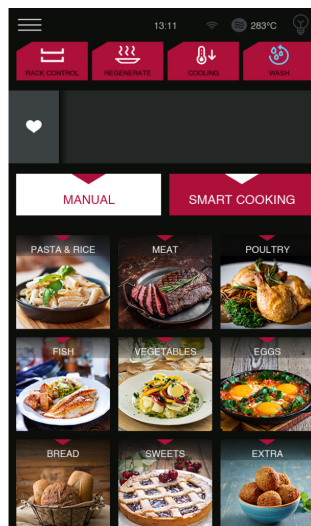 13:11 283°C
RACK CONTROL REGENERATE COOLING WASH
MANUAL SMART COOKING
PASTA & RICE MEAT POULTRY
FISH VEGETABLES EGGS
BREAD SWEETS EXTRA